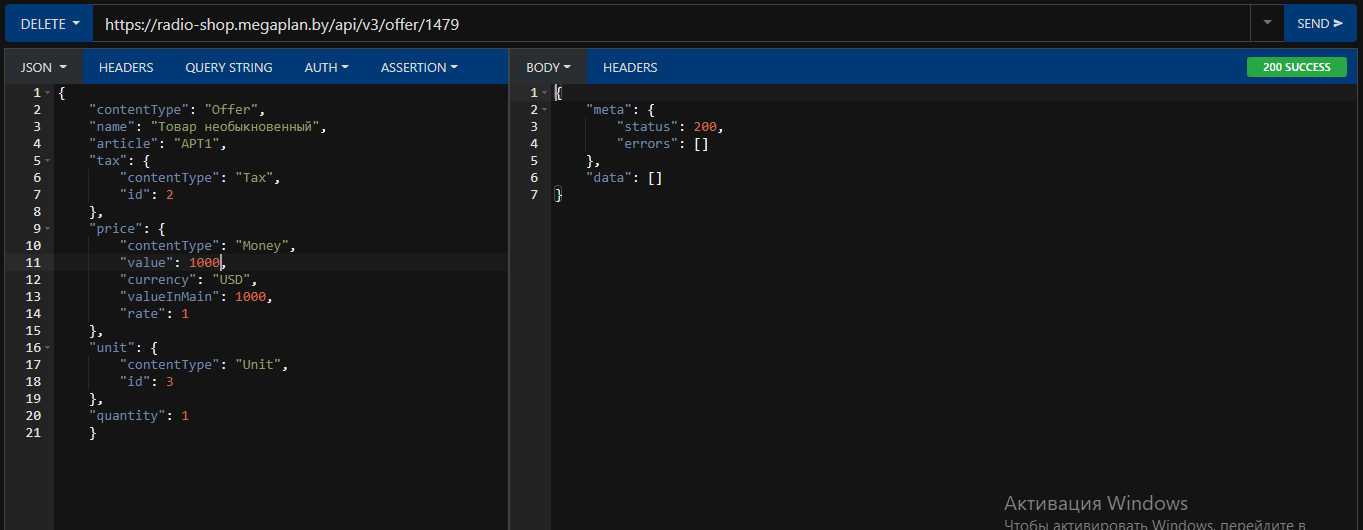 DELETE https://radio-shop.megaplan.by/api/v3/offer/1479 SEND
JSON HEADERS QUERY STRING AUTH ASSERTION
BODY HEADERS 200 SUCCESS
1 {
2 "contentType": "Offer",
3 "name": "Товар необыкновенный",
4 "article": "АРТ1",
5 "tax": {
6 "contentType": "Tax",
7 "id": 2
8 },
9 "price": {
10 "contentType": "Money",
11 "value": 1000,
12 "currency": "USD",
13 "valueInMain": 1000,
14 "rate": 1
15 },
16 "unit": {
17 "contentType": "Unit",
18 "id": 3
19 },
20 "quantity": 1
21 }
1 {
2 "meta": {
3 "status": 200,
4 "errors": []
5 },
6 "data": []
7 }
Активация Windows
Чтобы активировать Windows, перейдите в